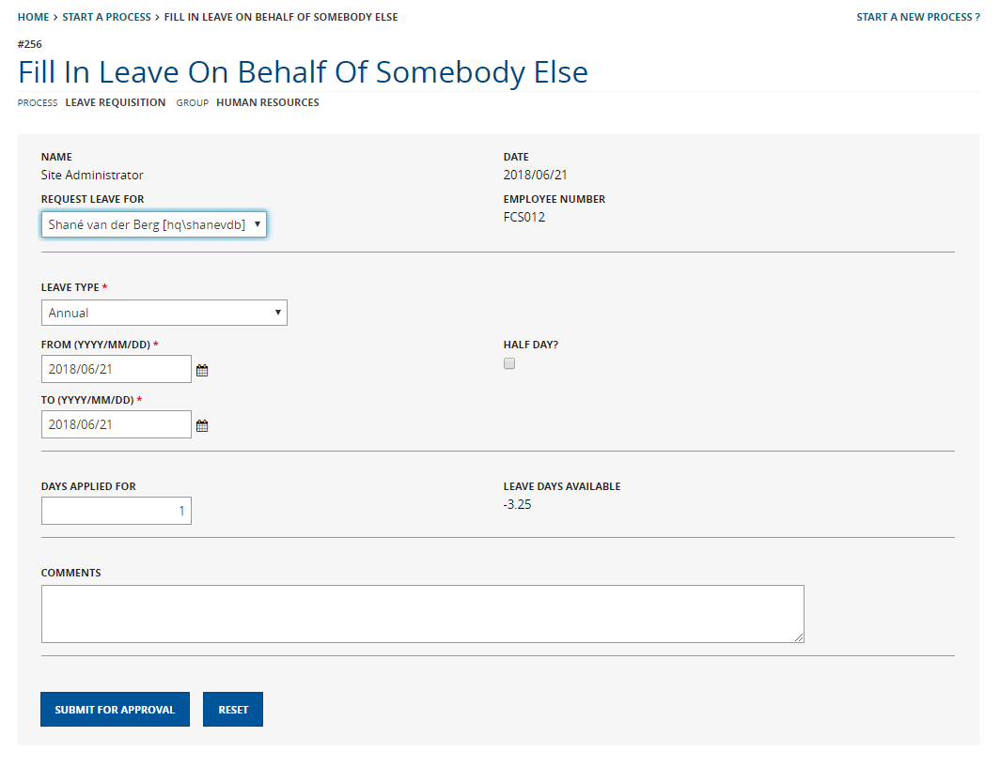 HOME > START A PROCESS > FILL IN LEAVE ON BEHALF OF SOMEBODY ELSE
START A NEW PROCESS ?
#256
Fill In Leave On Behalf Of Somebody Else
PROCESS LEAVE REQUISITION GROUP HUMAN RESOURCES
NAME
Site Administrator
DATE
2018/06/21
REQUEST LEAVE FOR
Shané van der Berg [hq\shanevdb]
EMPLOYEE NUMBER
FCS012
LEAVE TYPE *
Annual
FROM (YYYY/MM/DD) *
2018/06/21
HALF DAY?
TO (YYYY/MM/DD) *
2018/06/21
DAYS APPLIED FOR
1
LEAVE DAYS AVAILABLE
-3.25
COMMENTS
SUBMIT FOR APPROVAL
RESET